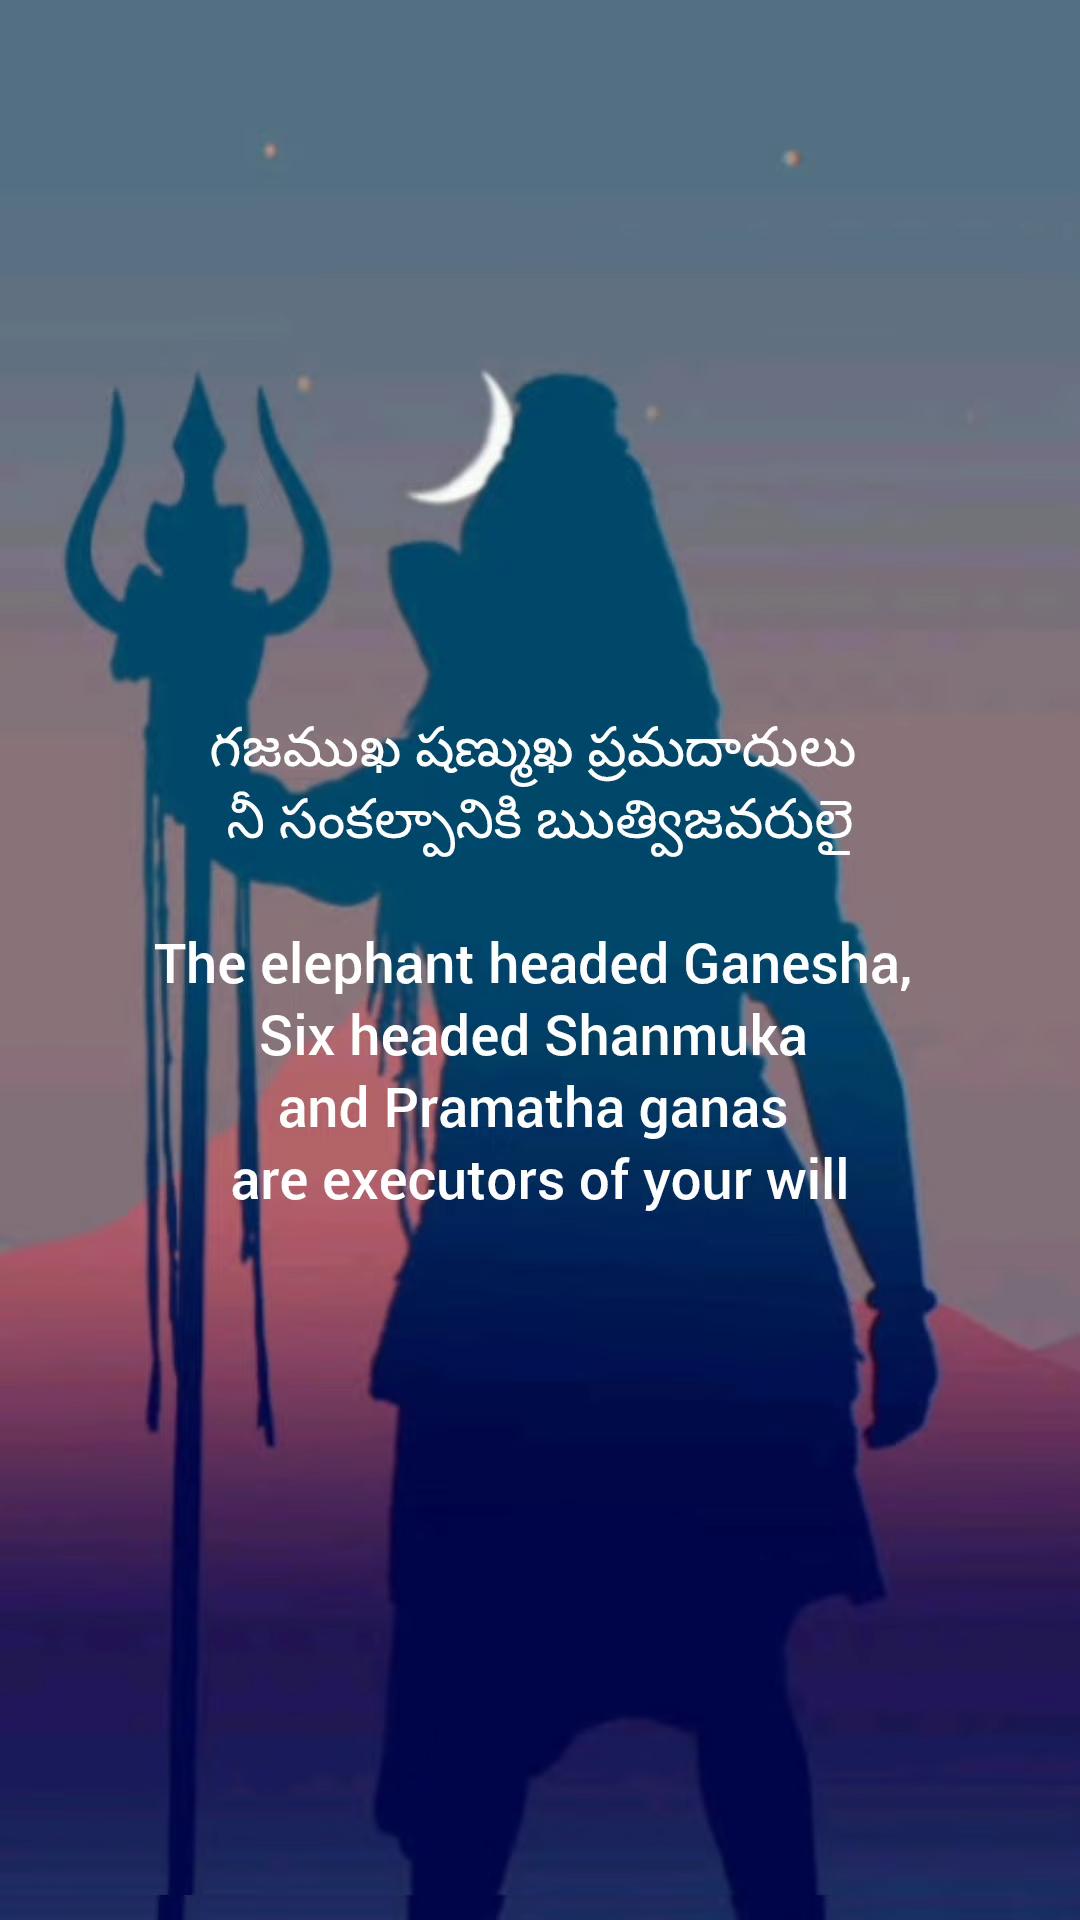 గజముఖ షణ్ముఖ ప్రమదాదులు
నీ సంకల్పానికి ఋత్విజవరులై
The elephant headed Ganesha,
Six headed Shanmuka
and Pramatha ganas
are executors of your will